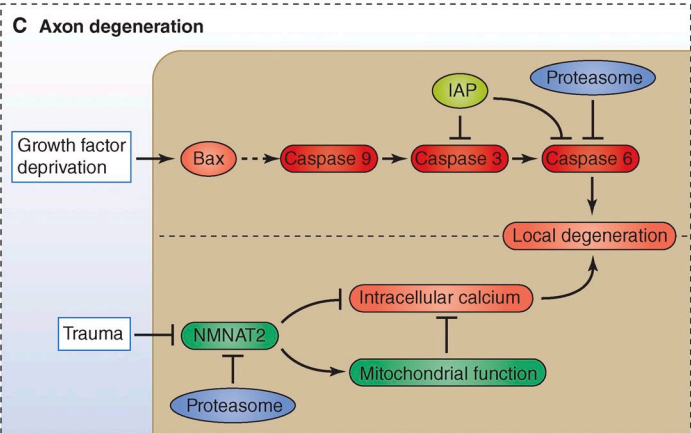 C Axon degeneration
IAP
Proteasome
Growth factor
deprivation
Bax
Caspase 9
Caspase 3
Caspase 6
Local degeneration
Intracellular calcium
Trauma
NMNAT2
Mitochondrial function
Proteasome